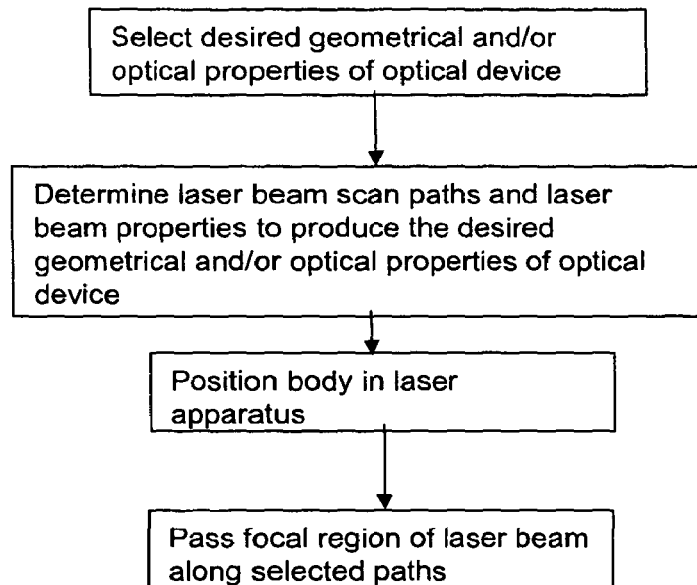 Select desired geometrical and/or
optical properties of optical device
Determine laser beam scan paths and laser
beam properties to produce the desired
geometrical and/or optical properties of optical
device
Position body in laser
apparatus
Pass focal region of laser beam
along selected paths